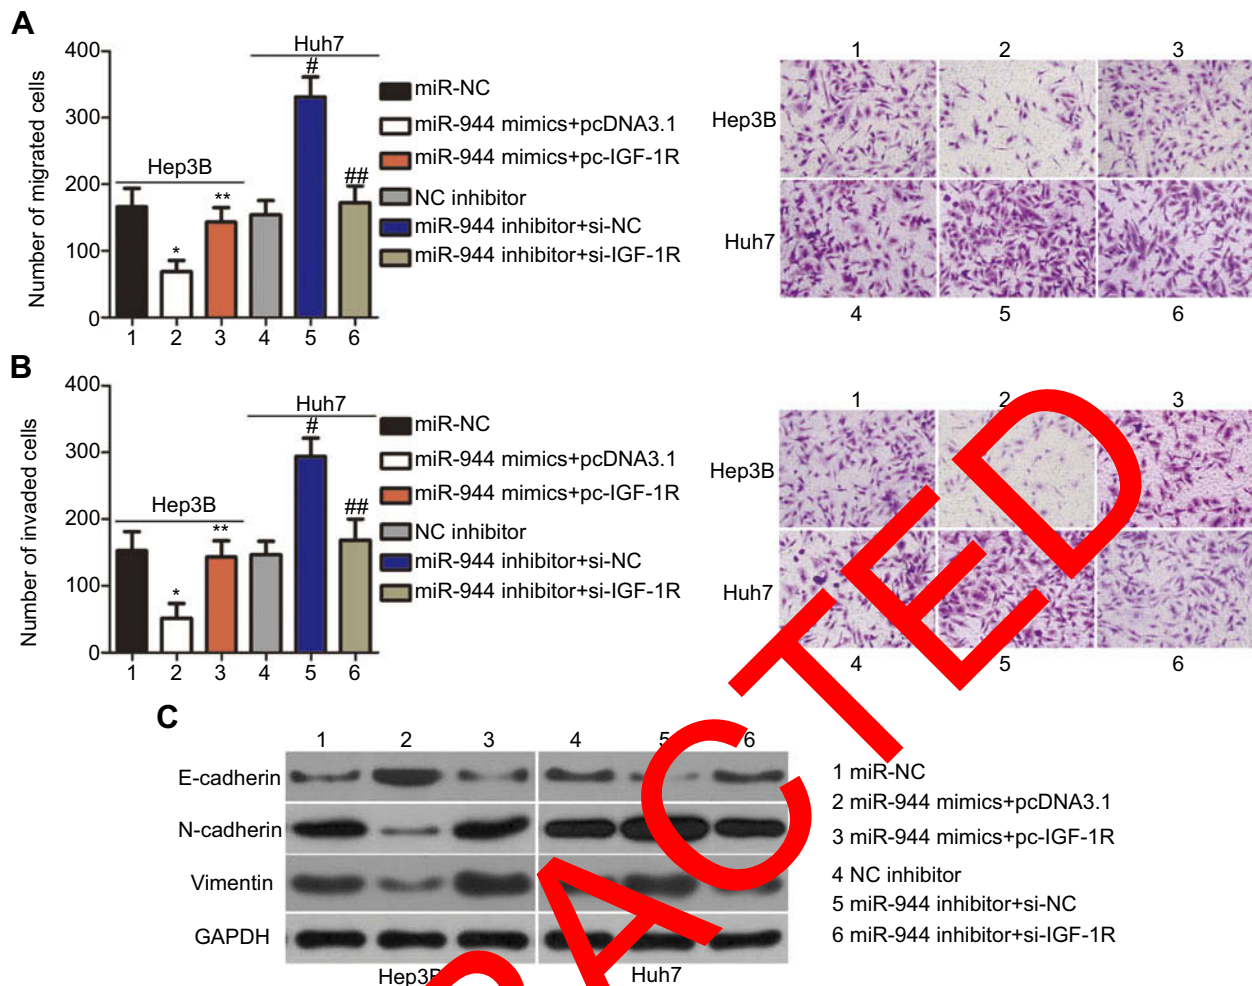 A
Number of migrated cells
400
300
200
100
0
Hep3B
Huh7
*
**
#
##
1 2 3 4 5 6
miR-NC
miR-944 mimics+pcDNA3.1
miR-944 mimics+pc-IGF-1R
NC inhibitor
miR-944 inhibitor+si-NC
miR-944 inhibitor+si-IGF-1R
1 2 3
Hep3B
Huh7
4 5 6
B
Number of invaded cells
400
300
200
100
0
Hep3B
Huh7
*
**
#
##
1 2 3 4 5 6
miR-NC
miR-944 mimics+pcDNA3.1
miR-944 mimics+pc-IGF-1R
NC inhibitor
miR-944 inhibitor+si-NC
miR-944 inhibitor+si-IGF-1R
1 2 3
Hep3B
Huh7
4 5 6
C
1 2 3 4 5 6
E-cadherin
N-cadherin
Vimentin
GAPDH
Hep3B Huh7
1 miR-NC
2 miR-944 mimics+pcDNA3.1
3 miR-944 mimics+pc-IGF-1R
4 NC inhibitor
5 miR-944 inhibitor+si-NC
6 miR-944 inhibitor+si-IGF-1R
ACTED